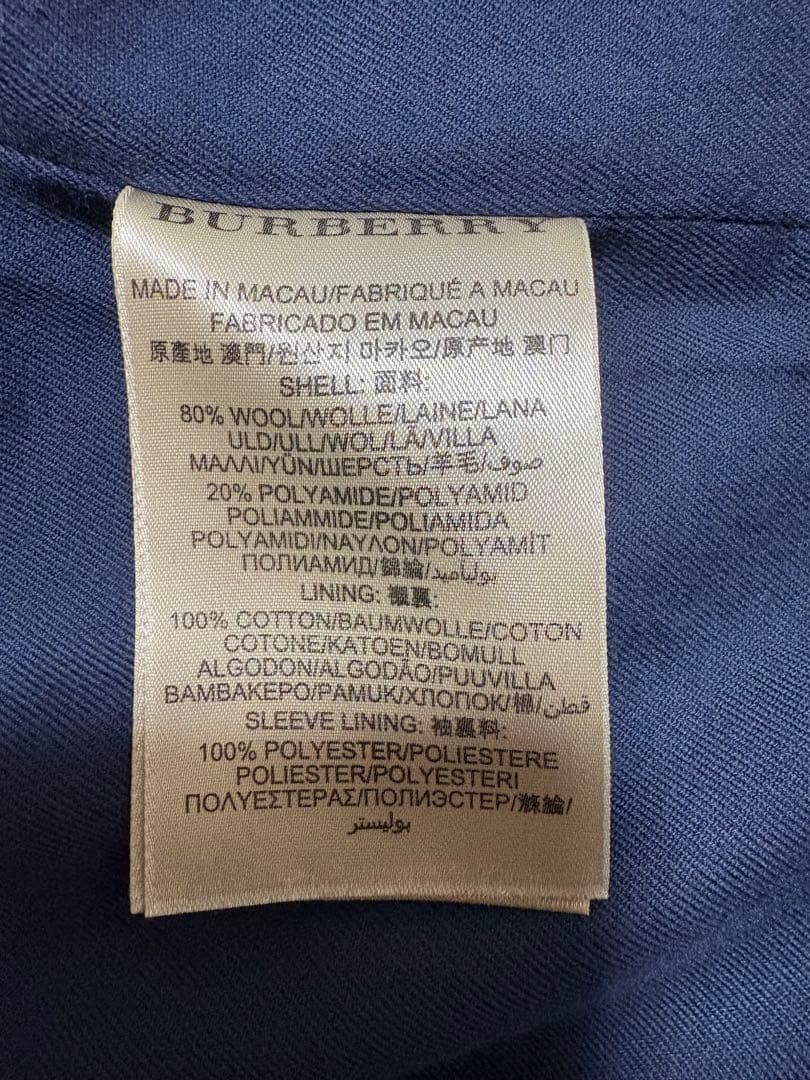 BURBERRY
MADE IN MACAU/FABRIQUÉ A MACAU
FABRICADO EM MACAU
原產地 澳門/원산지 마카오/原产地 澳门
SHELL: 面料:
80% WOOL/WOLLE/LAINE/LANA
ULD/ULL/WOL/LÃ/VILLA
ΜΑΛΛΙ/YÜN/ШЕРСТЬ/羊毛/صوف
20% POLYAMIDE/POLYAMID
POLIAMMIDE/POLIAMIDA
POLYAMIDI/ΝΑΥΛΟΝ/POLYAMİT
ПОЛИАМИД/錦綸/بولياميد
LINING: 襯裏:
100% COTTON/BAUMWOLLE/COTON
COTONE/KATOEN/BOMULL
ALGODON/ALGODÃO/PUUVILLA
ΒΑΜΒΑΚΕΡΟ/PAMUK/ХЛОПОК/棉/قطن
SLEEVE LINING: 袖裏料:
100% POLYESTER/POLIESTERE
POLIESTER/POLYESTERI
ΠΟΛΥΕΣΤΕΡΑΣ/ПОЛИЭСТЕР/滌綸/
بوليستر